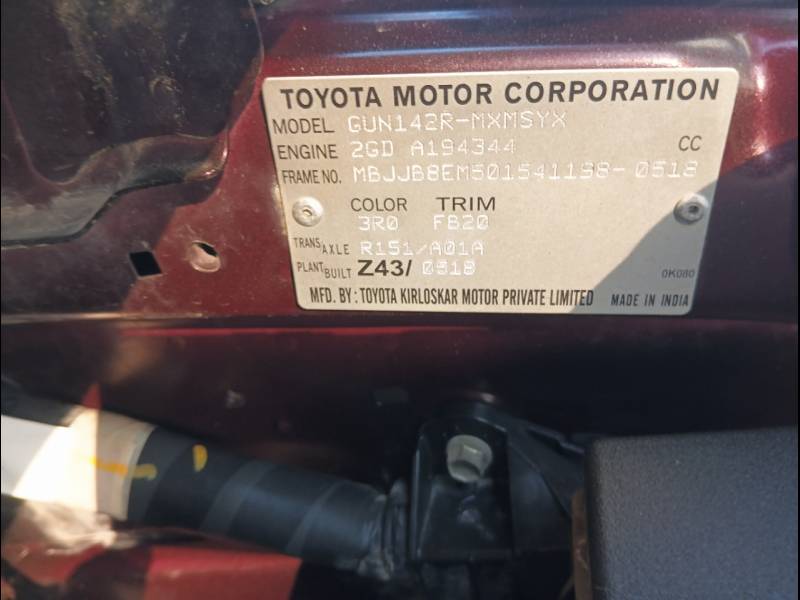 TOYOTA MOTOR CORPORATION
MODEL GUN142R-MXMSYX
ENGINE 2GD A194344 CC
FRAME NO. MBJJB8EM501541198-0518
COLOR TRIM
3R0 FB20
TRANS/AXLE R151/A01A
PLANT/BUILT Z43/ 0518 0K080
MFD. BY : TOYOTA KIRLOSKAR MOTOR PRIVATE LIMITED MADE IN INDIA